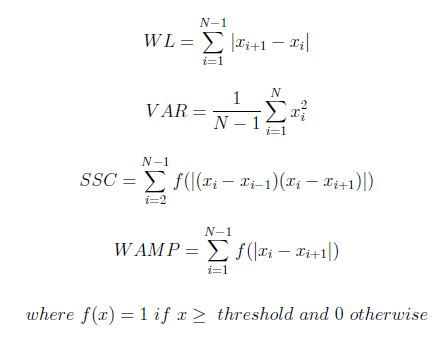 WL = \sum_{i=1}^{N-1} |x_{i+1} - x_i|
VAR = \frac{1}{N-1} \sum_{i=1}^{N} x_i^2
SSC = \sum_{i=2}^{N-1} f(|(x_i - x_{i-1})(x_i - x_{i+1})|)
WAMP = \sum_{i=1}^{N-1} f(|x_i - x_{i+1}|)
where f(x) = 1 if x ≥ threshold and 0 otherwise